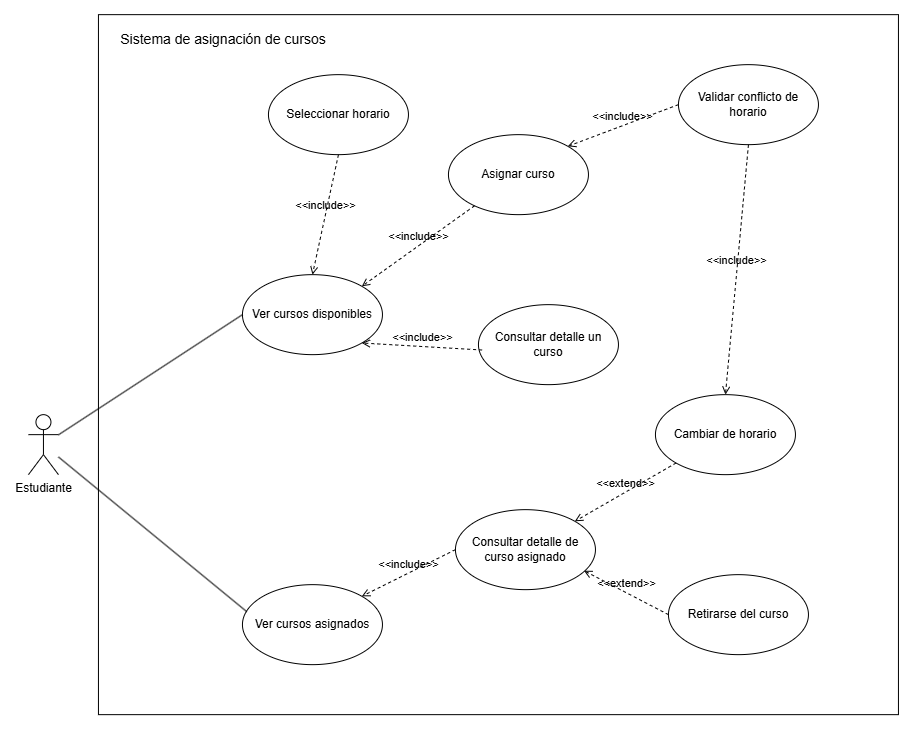 Sistema de asignación de cursos
Seleccionar horario
Validar conflicto de
horario
<<include>>
Asignar curso
<<include>>
<<include>>
<<include>>
Ver cursos disponibles
<<include>>
Consultar detalle un
curso
Estudiante
Cambiar de horario
<<extend>>
Consultar detalle de
curso asignado
<<include>>
<<extend>>
Retirarse del curso
Ver cursos asignados